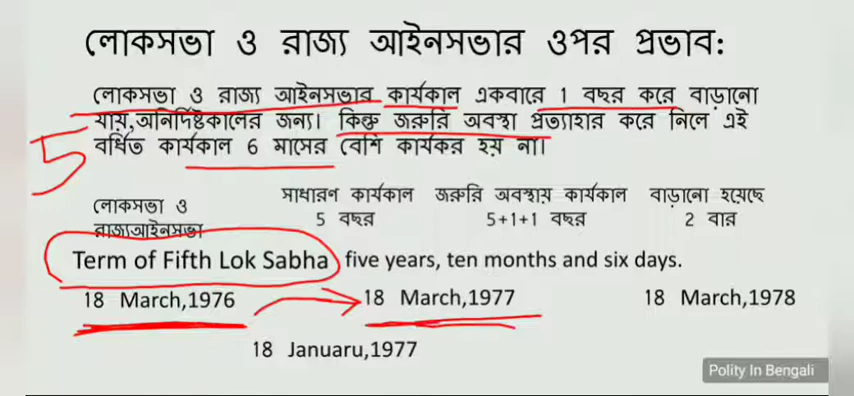 লোকসভা ও রাজ্য আইনসভার ওপর প্রভাব:
লোকসভা ও রাজ্য আইনসভার কার্যকাল একবারে 1 বছর করে বাড়ানো
যায়,অনির্দিষ্টকালের জন্য। কিন্তু জরুরি অবস্থা প্রত্যাহার করে নিলে এই
বর্ধিত কার্যকাল 6 মাসের বেশি কার্যকর হয় না।
5
লোকসভা ও
রাজ্যআইনসভা
সাধারণ কার্যকাল জরুরি অবস্থায় কার্যকাল বাড়ানো হয়েছে
5 বছর 5+1+1 বছর 2 বার
Term of Fifth Lok Sabha five years, ten months and six days.
18 March,1976 18 March,1977 18 March,1978
18 Januaru,1977
Polity In Bengali